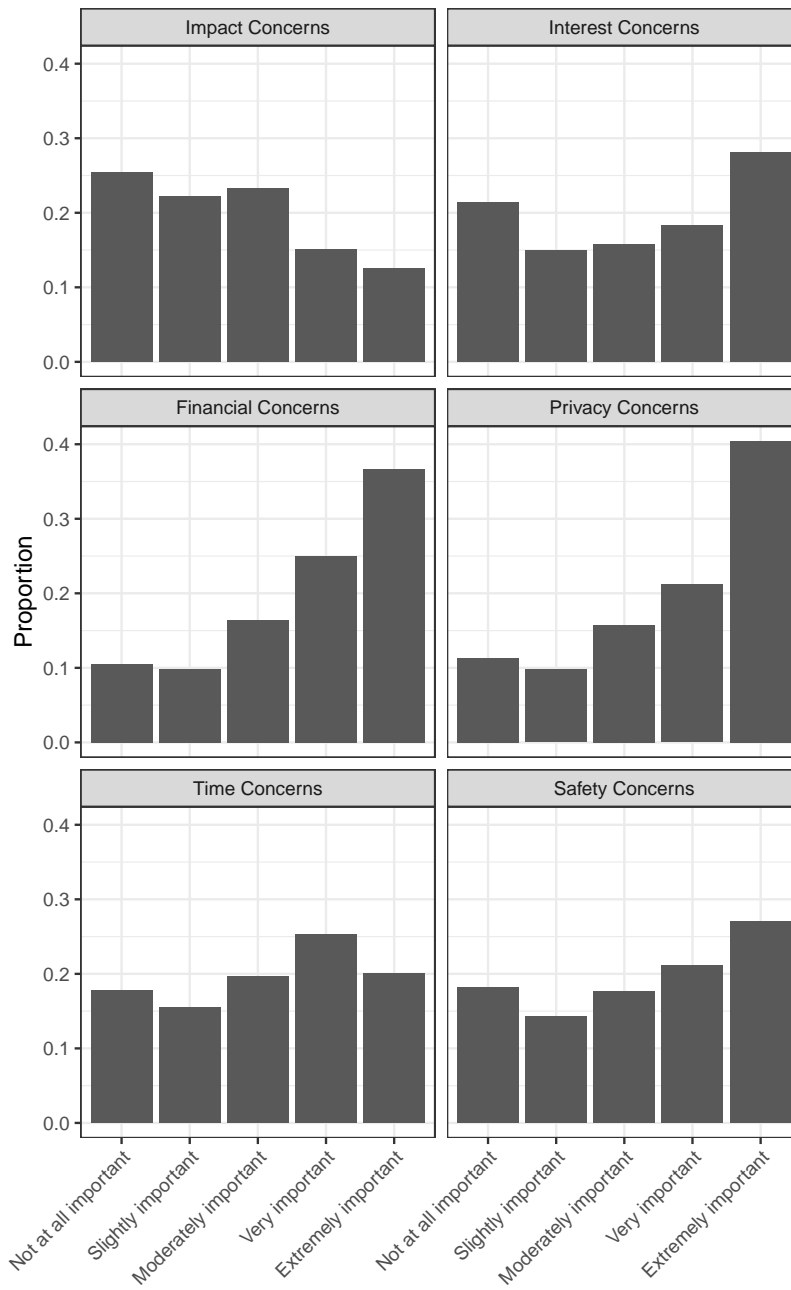 Impact Concerns
Interest Concerns
0.4
0.3
0.2
0.1
0.0
Financial Concerns
Privacy Concerns
0.4
0.3
0.2
0.1
0.0
Proportion
Time Concerns
Safety Concerns
0.4
0.3
0.2
0.1
0.0
Not at all important
Slightly important
Moderately important
Very important
Extremely important
Not at all important
Slightly important
Moderately important
Very important
Extremely important